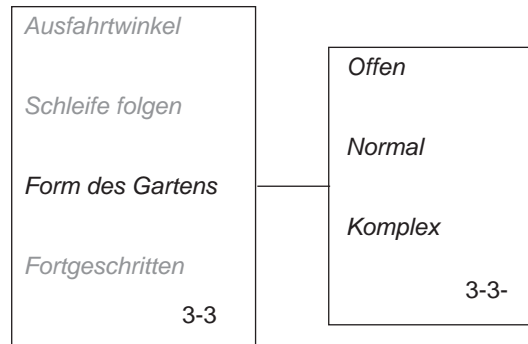 Ausfahrtwinkel
Schleife folgen
Form des Gartens
Fortgeschritten
3-3
Offen
Normal
Komplex
3-3-